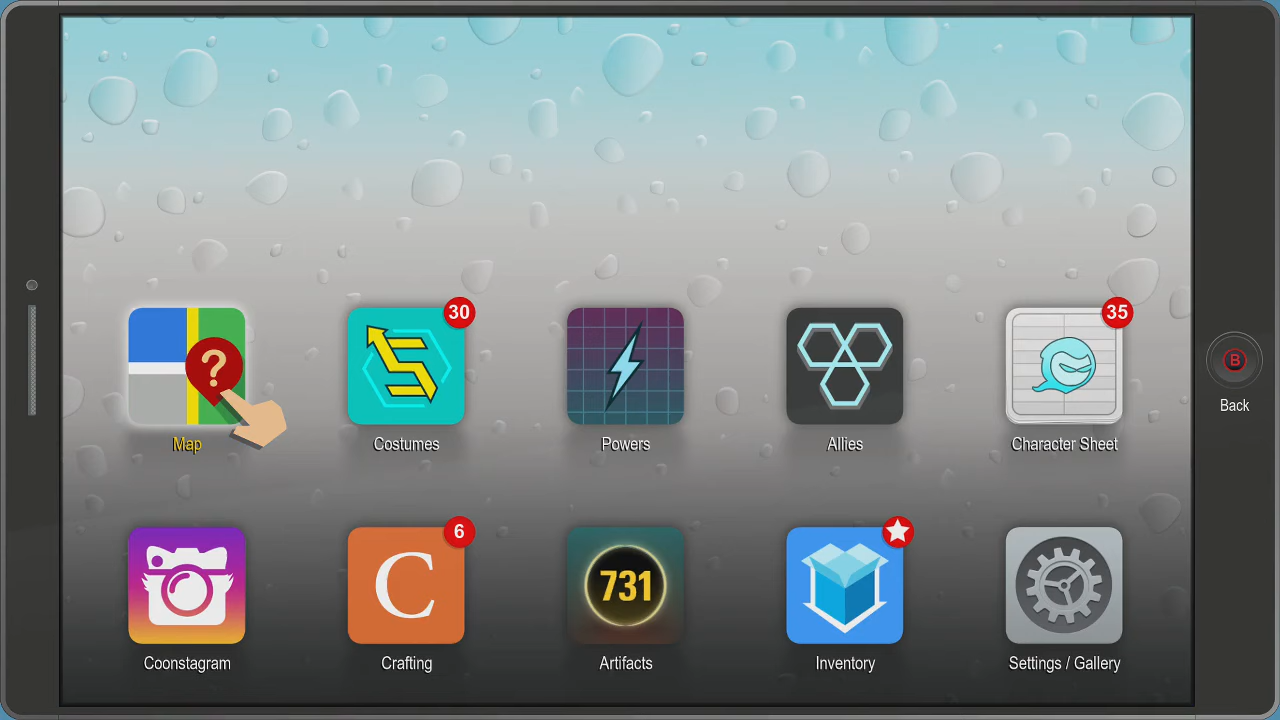 30
35
?
B
Back
Map
Costumes
Powers
Allies
Character Sheet
6
C
731
Coonstagram
Crafting
Artifacts
Inventory
Settings / Gallery